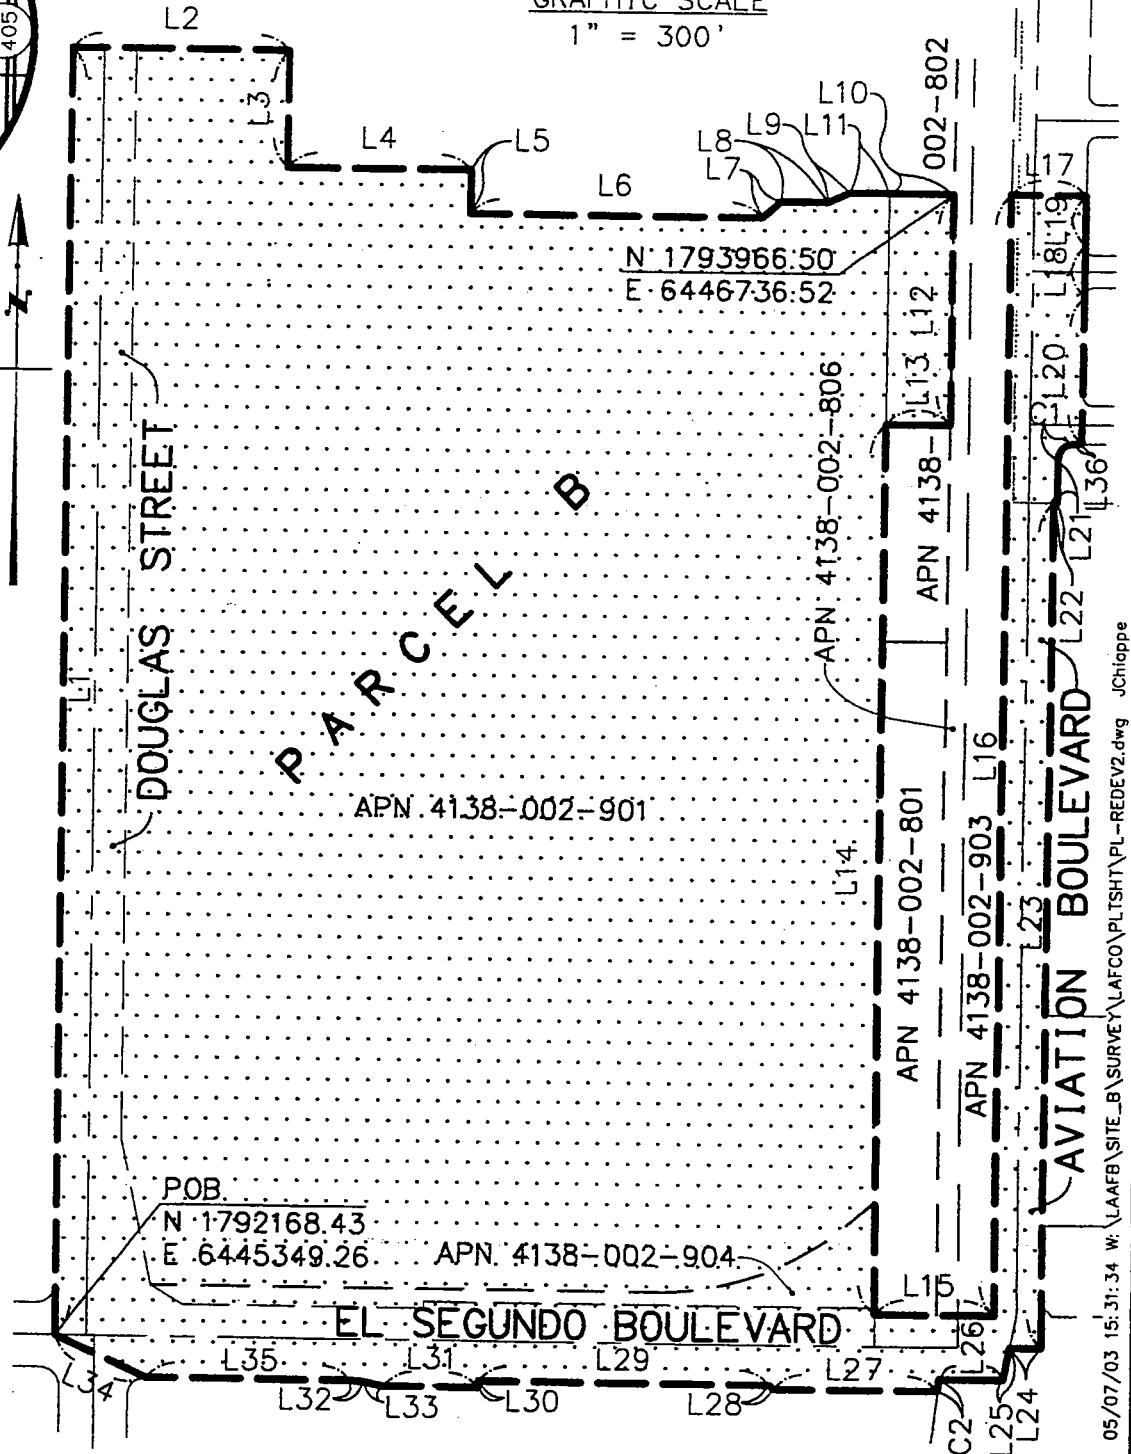 405
GRAPHIC SCALE
1" = 300'
L2
L3
L4
L5
L6
L7
L8
L9
L11
L10
002-802
L17
N 1793966.50
E 6446736.52
L12
L13
L18
L19
L20
C1
L36
L21
L22
Z
DOUGLAS STREET
L1
PARCEL B
APN 4138-002-806
APN 4138-
APN 4138-002-901
L14
APN 4138-002-801
L16
APN 4138-002-903
L23
AVIATION BOULEVARD
POB
N 1792168.43
E 6445349.26
APN 4138-002-904
L15
EL SEGUNDO BOULEVARD
L26
L34
L35
L31
L29
L27
L32
L33
L30
L28
C2
L25
L24
05/07/03 15:31:34 W:\LAAFB\SITE_B\SURVEY\LAFCO\PLTSHT\PL-REDEV2.dwg JChiappe